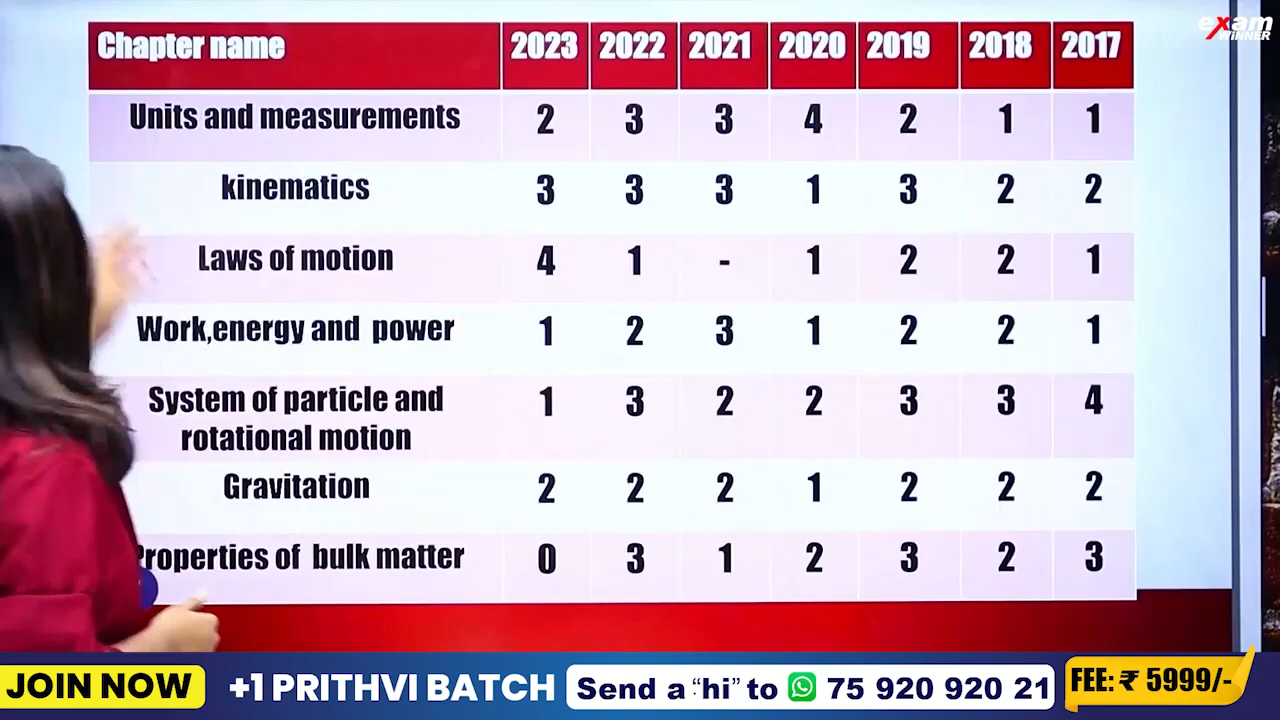 exam
WINNER
Chapter name 2023 2022 2021 2020 2019 2018 2017
Units and measurements 2 3 3 4 2 1 1
kinematics 3 3 3 1 3 2 2
Laws of motion 4 1 - 1 2 2 1
Work,energy and power 1 2 3 1 2 2 1
System of particle and
rotational motion 1 3 2 2 3 3 4
Gravitation 2 2 2 1 2 2 2
Properties of bulk matter 0 3 1 2 3 2 3
JOIN NOW +1 PRITHVI BATCH Send a “hi” to 75 920 920 21 FEE: ₹ 5999/-